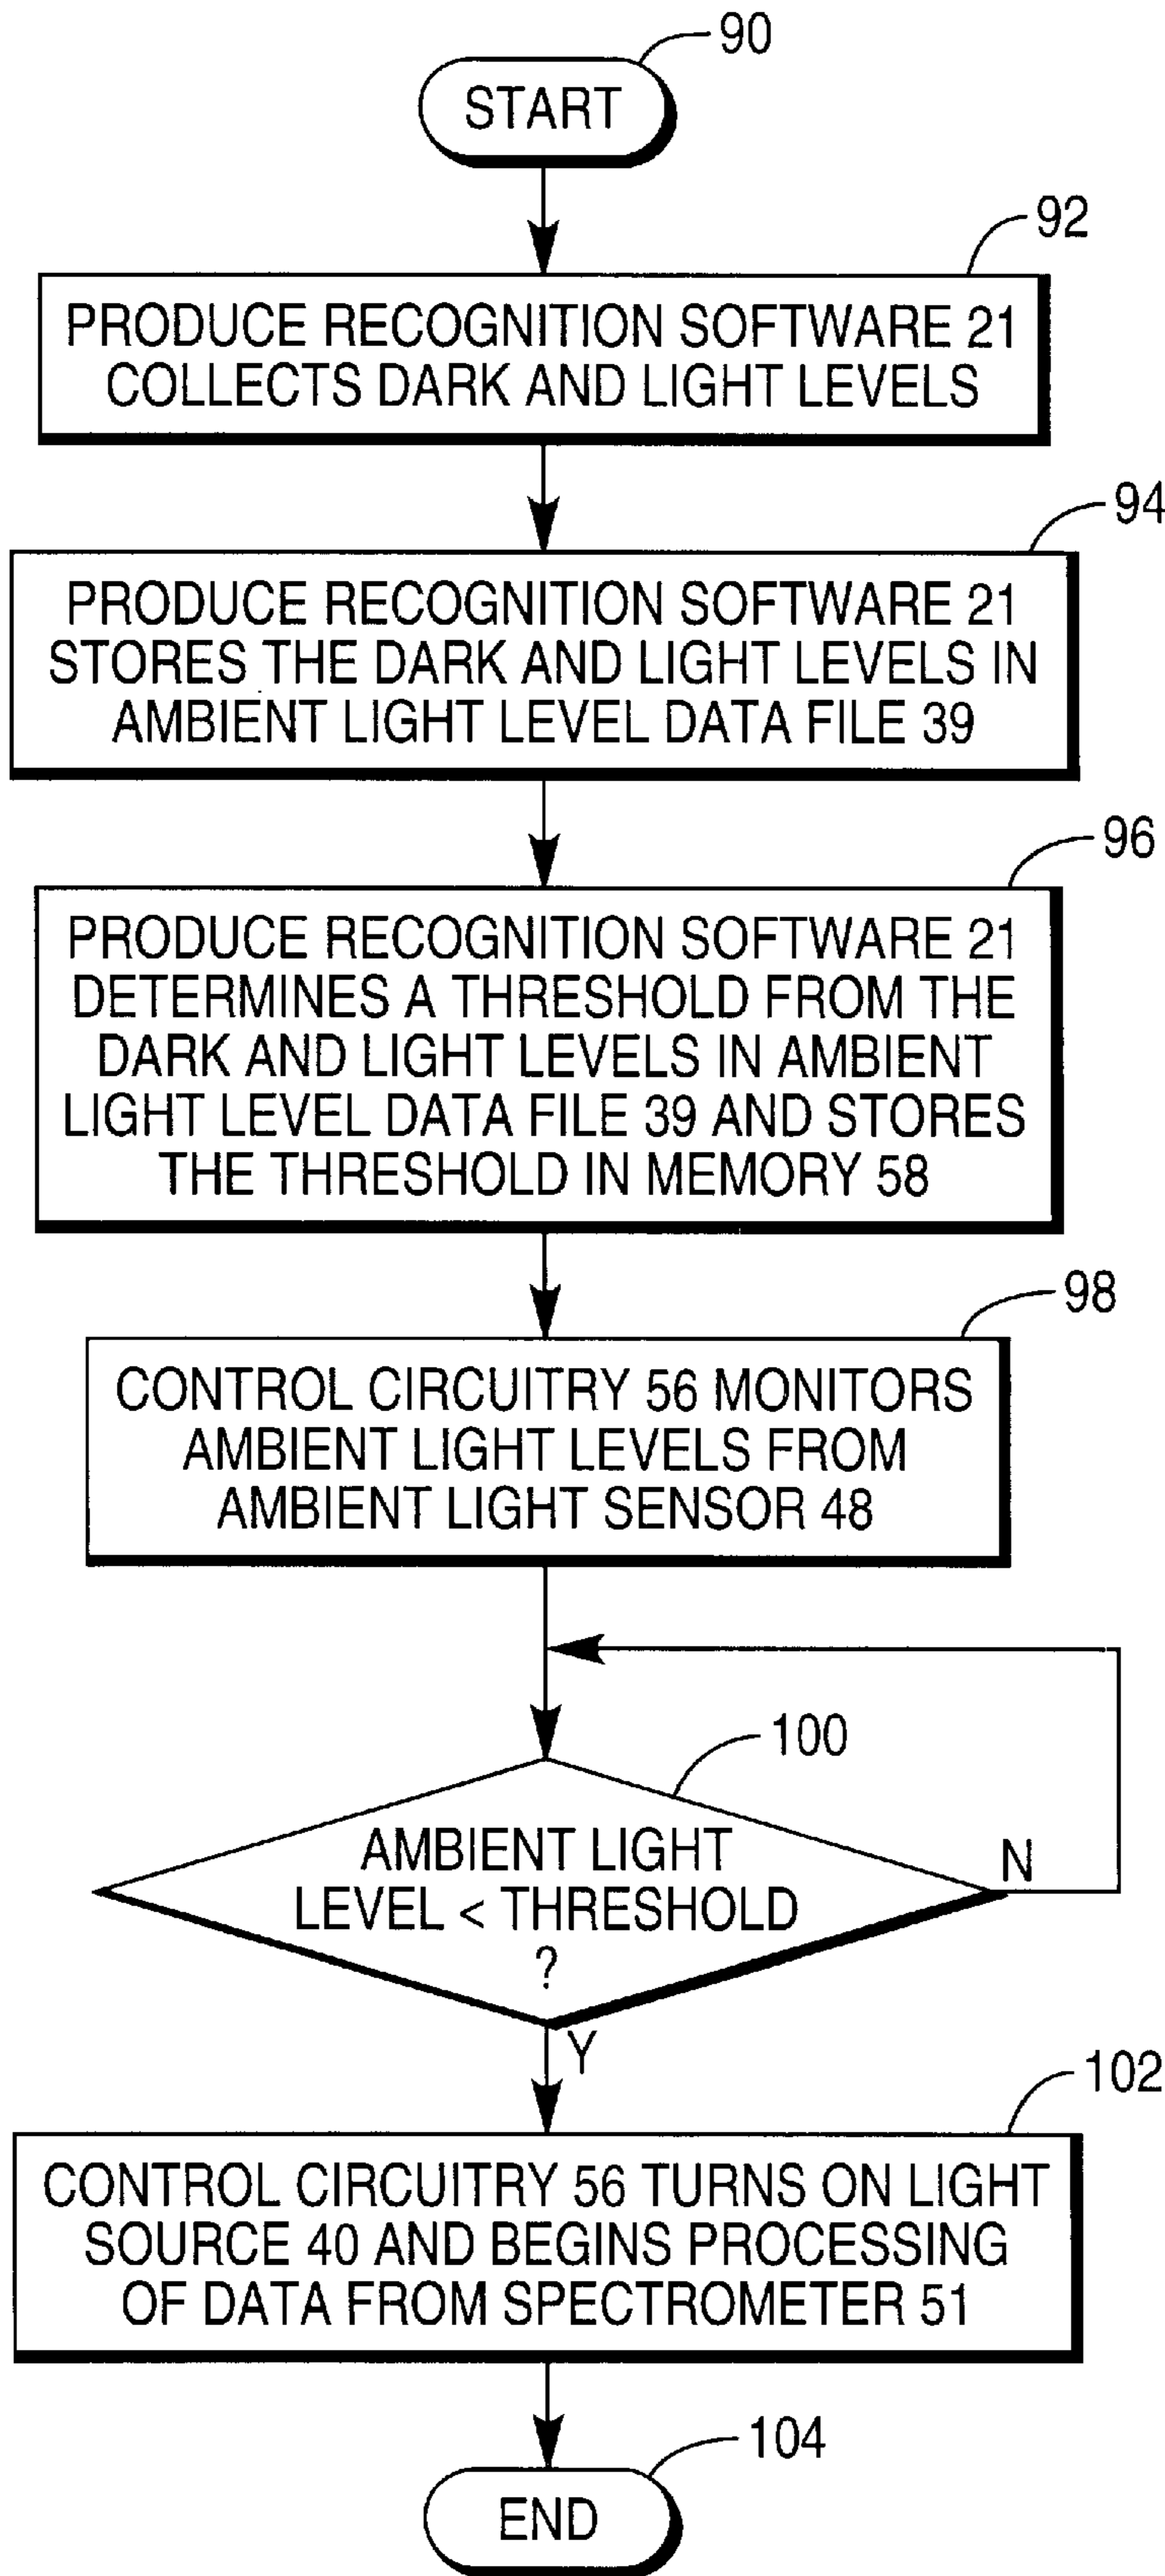 90
START
92
PRODUCE RECOGNITION SOFTWARE 21
COLLECTS DARK AND LIGHT LEVELS
94
PRODUCE RECOGNITION SOFTWARE 21
STORES THE DARK AND LIGHT LEVELS IN
AMBIENT LIGHT LEVEL DATA FILE 39
96
PRODUCE RECOGNITION SOFTWARE 21
DETERMINES A THRESHOLD FROM THE
DARK AND LIGHT LEVELS IN AMBIENT
LIGHT LEVEL DATA FILE 39 AND STORES
THE THRESHOLD IN MEMORY 58
98
CONTROL CIRCUITRY 56 MONITORS
AMBIENT LIGHT LEVELS FROM
AMBIENT LIGHT SENSOR 48
100
AMBIENT LIGHT
LEVEL < THRESHOLD
?
N
Y
102
CONTROL CIRCUITRY 56 TURNS ON LIGHT
SOURCE 40 AND BEGINS PROCESSING
OF DATA FROM SPECTROMETER 51
104
END